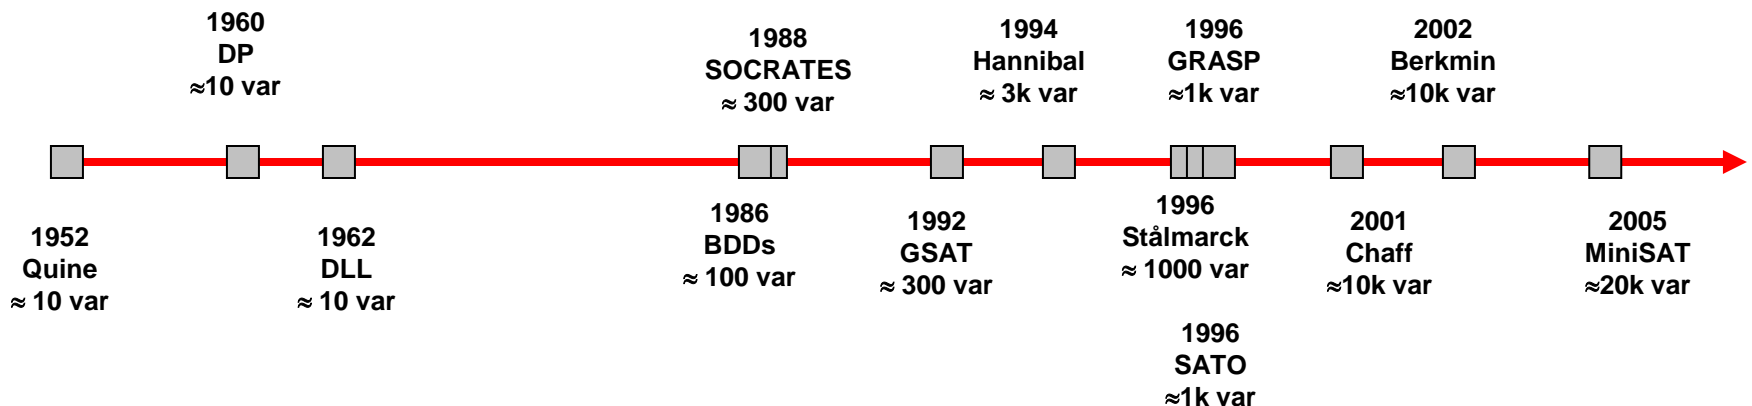 1960
DP
≈10 var
1988
SOCRATES
≈ 300 var
1994
Hannibal
≈ 3k var
1996
GRASP
≈1k var
2002
Berkmin
≈10k var
1952
Quine
≈ 10 var
1962
DLL
≈ 10 var
1986
BDDs
≈ 100 var
1992
GSAT
≈ 300 var
1996
Stålmarck
≈ 1000 var
1996
SATO
≈1k var
2001
Chaff
≈10k var
2005
MiniSAT
≈20k var